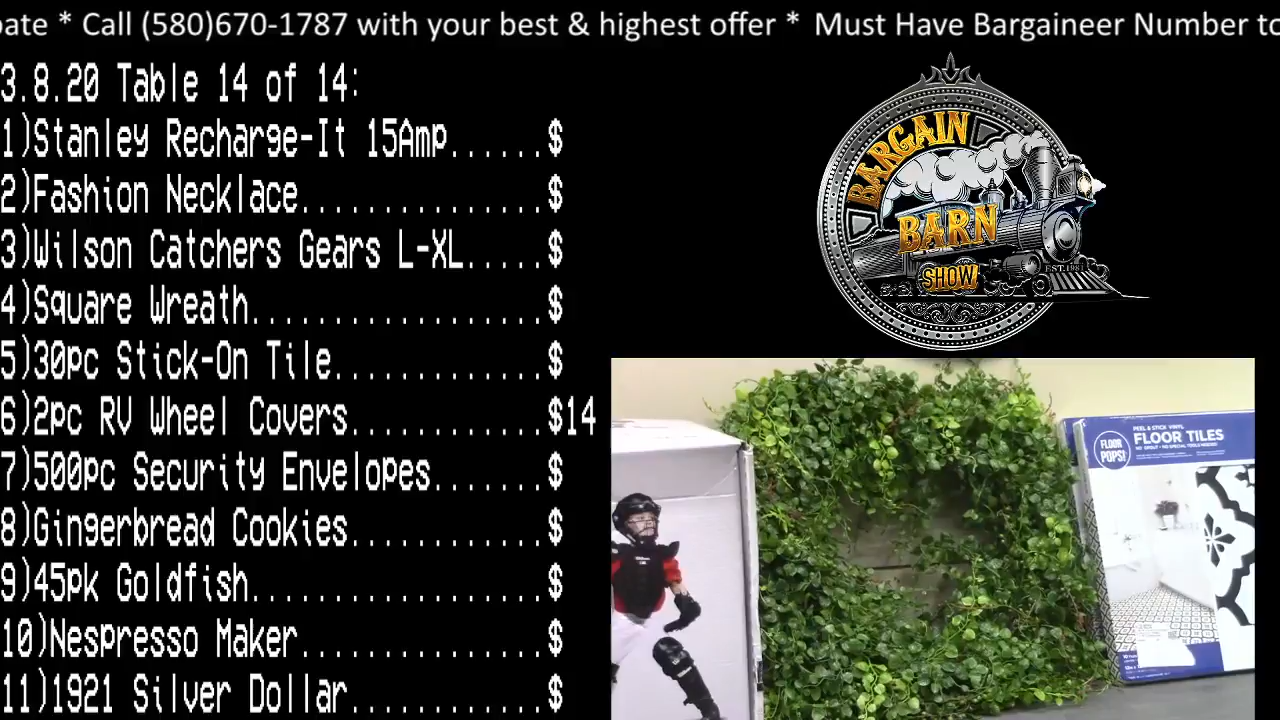 pate * Call (580)670-1787 with your best & highest offer * Must Have Bargaineer Number to
3.8.20 Table 14 of 14:
1)Stanley Recharge-It 15Amp......$
2)Fashion Necklace...............$
3)Wilson Catchers Gears L-XL.....$
4)Square Wreath..................$
5)30pc Stick-On Tile.............$
6)2pc RV Wheel Covers............$14
7)500pc Security Envelopes.......$
8)Gingerbread Cookies............$
9)45pk Goldfish..................$
10)Nespresso Maker...............$
11)1921 Silver Dollar............$
BARGAIN
BARN
SHOW
EST. 1981
FLOOR POPS!
PEEL & STICK VINYL
FLOOR TILES